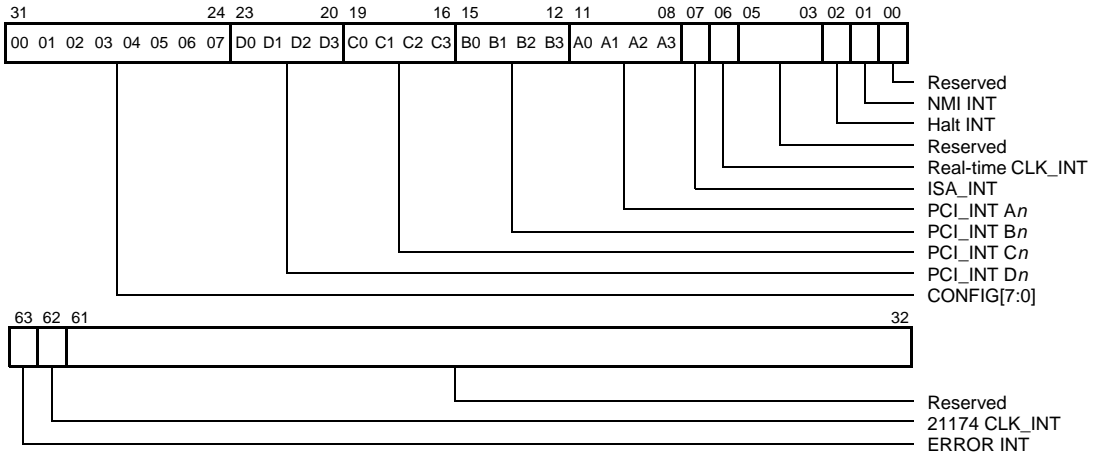 31 24 23 20 19 16 15 12 11 08 07 06 05 03 02 01 00
00 01 02 03 04 05 06 07 D0 D1 D2 D3 C0 C1 C2 C3 B0 B1 B2 B3 A0 A1 A2 A3
Reserved
NMI INT
Halt INT
Reserved
Real-time CLK_INT
ISA_INT
PCI_INT An
PCI_INT Bn
PCI_INT Cn
PCI_INT Dn
CONFIG[7:0]
63 62 61 32
Reserved
21174 CLK_INT
ERROR INT